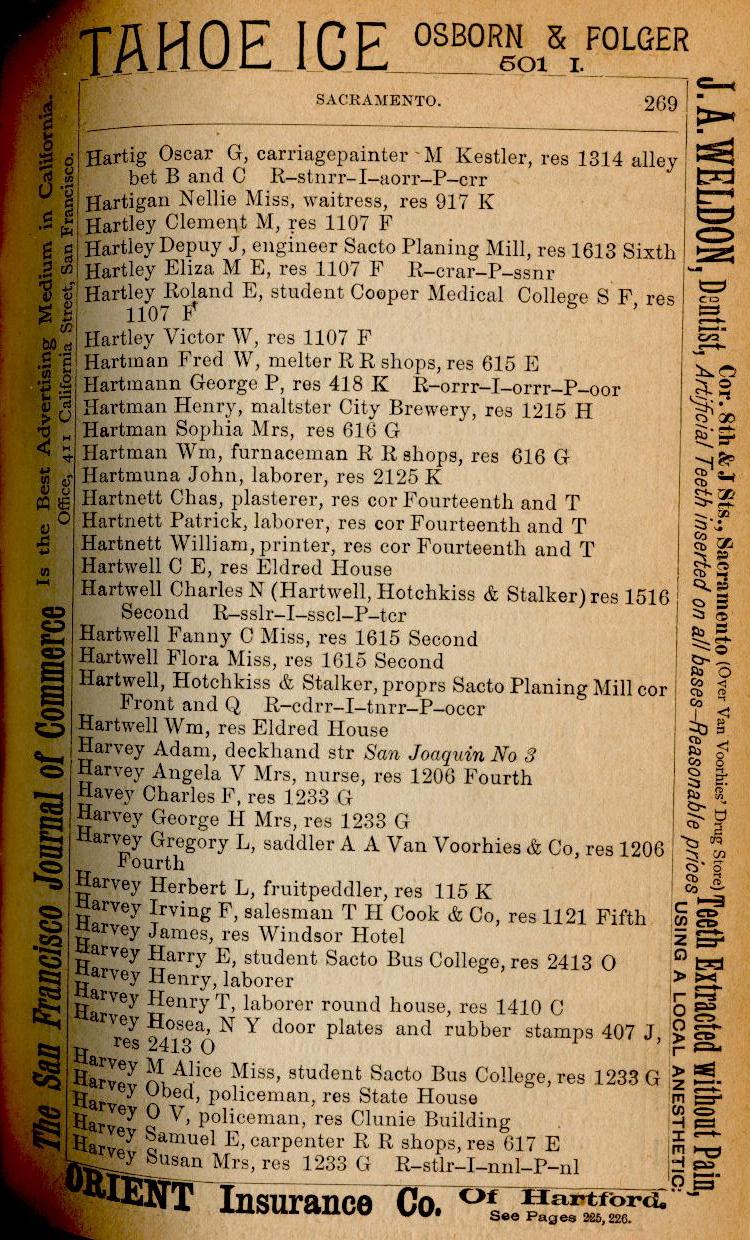 TAHOE ICE OSBORN & FOLGER
501 I.
SACRAMENTO. 269
Hartig Oscar G, carriagepainter M Kestler, res 1314 alley
bet B and C R–stnrr–I–aorr–P–crr
Hartigan Nellie Miss, waitress, res 917 K
Hartley Clement M, res 1107 F
Hartley Depuy J, engineer Sacto Planing Mill, res 1613 Sixth
Hartley Eliza M E, res 1107 F R–crar–P–ssnr
Hartley Roland E, student Cooper Medical College S F, res
1107 F
Hartley Victor W, res 1107 F
Hartman Fred W, melter R R shops, res 615 E
Hartmann George P, res 418 K R–orrr–I–orrr–P–oor
Hartman Henry, maltster City Brewery, res 1215 H
Hartman Sophia Mrs, res 616 G
Hartman Wm, furnaceman R R shops, res 616 G
Hartmuna John, laborer, res 2125 K
Hartnett Chas, plasterer, res cor Fourteenth and T
Hartnett Patrick, laborer, res cor Fourteenth and T
Hartnett William, printer, res cor Fourteenth and T
Hartwell C E, res Eldred House
Hartwell Charles N (Hartwell, Hotchkiss & Stalker) res 1516
Second R–sslr–I–sscl–P–tcr
Hartwell Fanny C Miss, res 1615 Second
Hartwell Flora Miss, res 1615 Second
Hartwell, Hotchkiss & Stalker, proprs Sacto Planing Mill cor
Front and Q R–cdrr–I–tnrr–P–occr
Hartwell Wm, res Eldred House
Harvey Adam, deckhand str San Joaquin No 3
Harvey Angela V Mrs, nurse, res 1206 Fourth
Havey Charles F, res 1233 G
Harvey George H Mrs, res 1233 G
Harvey Gregory L, saddler A A Van Voorhies & Co, res 1206
Fourth
Harvey Herbert L, fruitpeddler, res 115 K
Harvey Irving F, salesman T H Cook & Co, res 1121 Fifth
Harvey James, res Windsor Hotel
Harvey Harry E, student Sacto Bus College, res 2413 O
Harvey Henry, laborer
Harvey Henry T, laborer round house, res 1410 C
Harvey Hosea, N Y door plates and rubber stamps 407 J,
res 2413 O
Harvey M Alice Miss, student Sacto Bus College, res 1233 G
Harvey Obed, policeman, res State House
Harvey O V, policeman, res Clunie Building
Harvey Samuel E, carpenter R R shops, res 617 E
Harvey Susan Mrs, res 1233 G R–stlr–I–nnl–P–nl
ORIENT Insurance Co. Of Hartford.
See Pages 225, 226.
The San Francisco Journal of Commerce Is the Best Advertising Medium in California.
Office, 411 California Street, San Francisco.
J. A. WELDON, Dentist, Cor. 8th & J Sts., Sacramento (Over Van Voorhies' Drug Store)
Artificial Teeth inserted on all bases—Reasonable prices
Teeth Extracted without Pain,
USING A LOCAL ANESTHETIC.